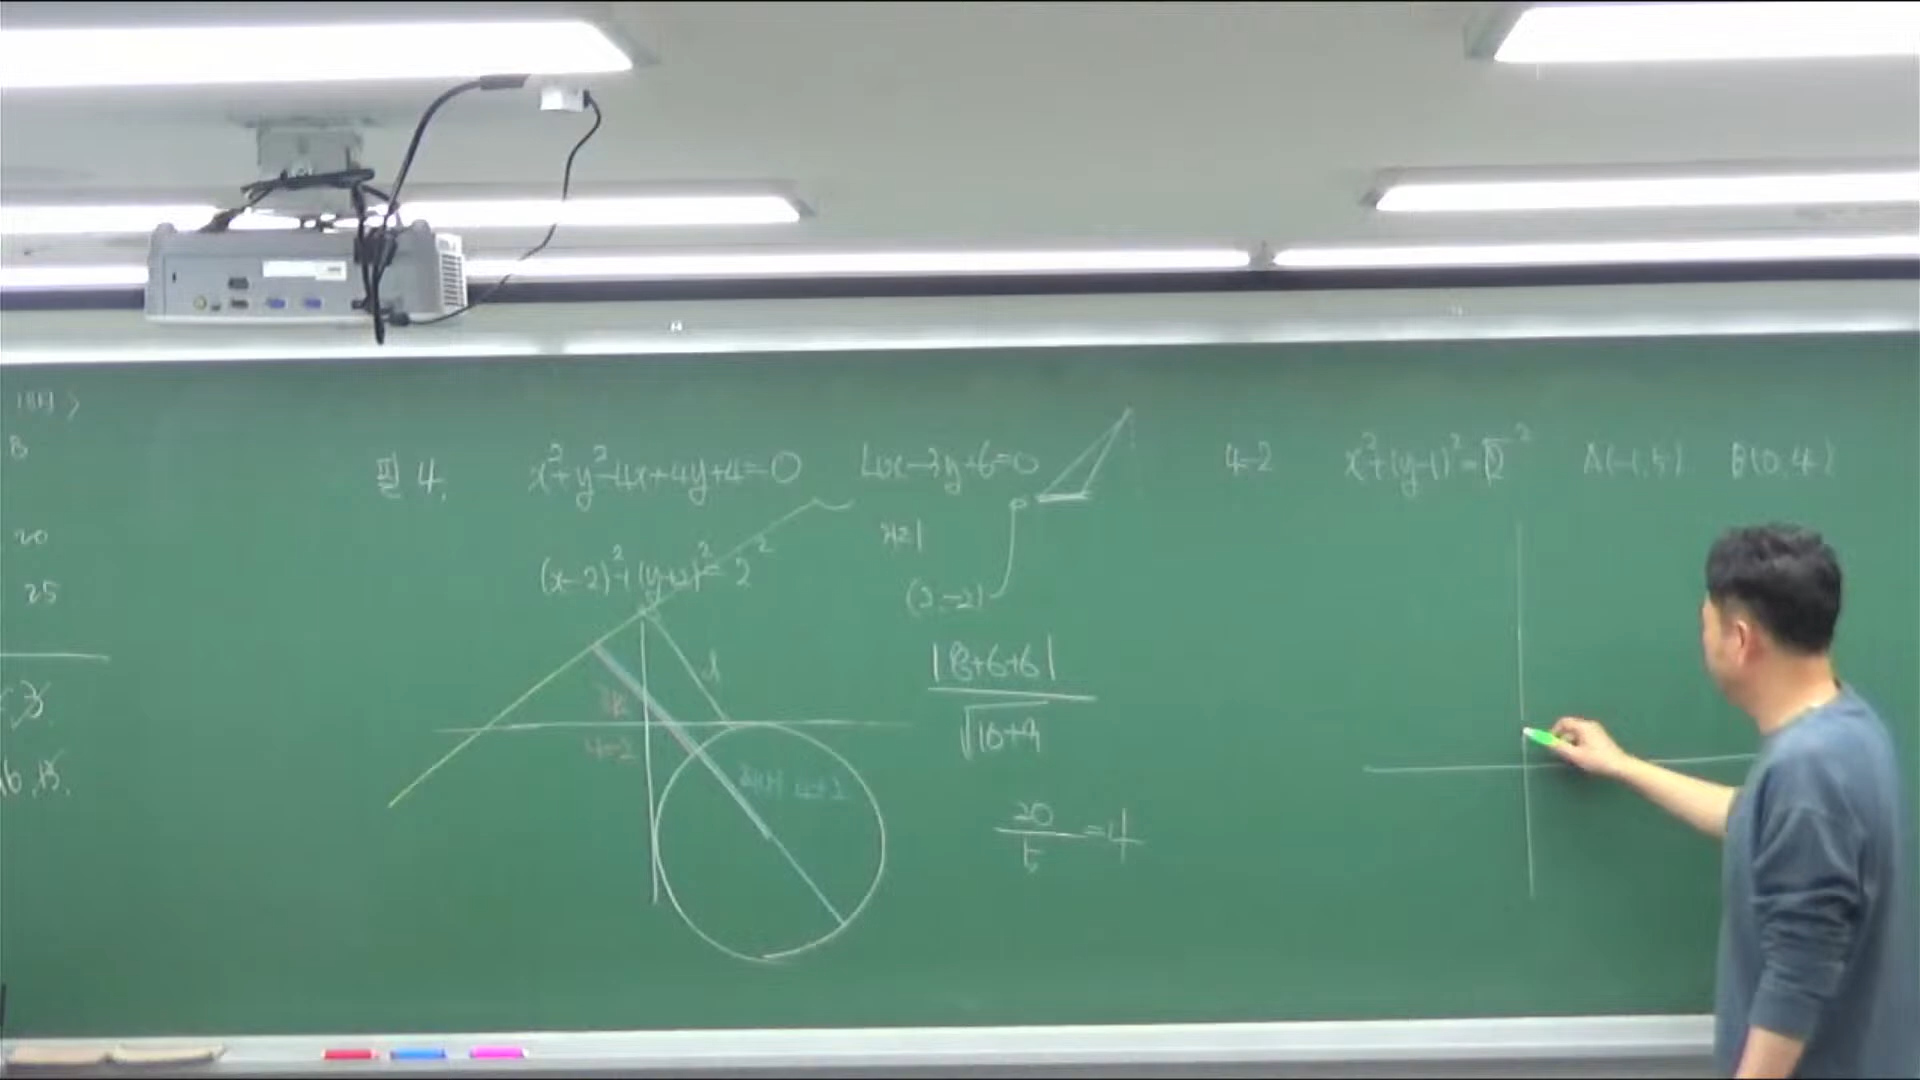 B
20
25
필 4.
x²+y²-4x+4y+4=0
4x-3y+6=0
(x-2)²+(y+2)²=2²
(2,-2)
d
4-2
4+2
|8+6+6|
√16+9
20
5
=4
4-2
x²+(y-1)²=√2²
A(-1,5)
B(0,4)